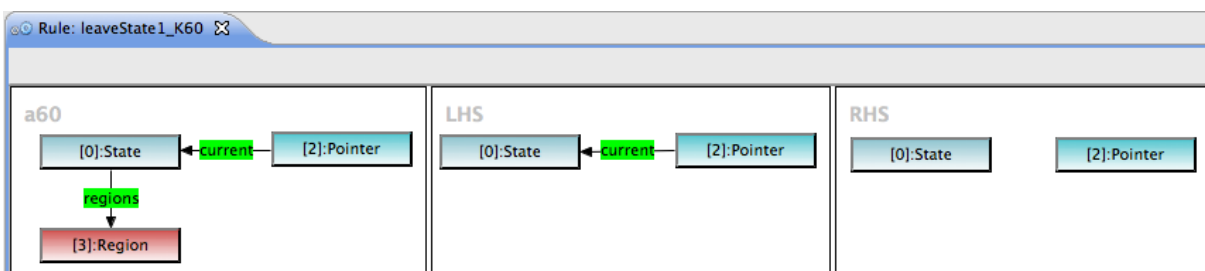 Rule: leaveState1_K60
a60
[0]:State
current
[2]:Pointer
regions
[3]:Region
LHS
[0]:State
current
[2]:Pointer
RHS
[0]:State
[2]:Pointer